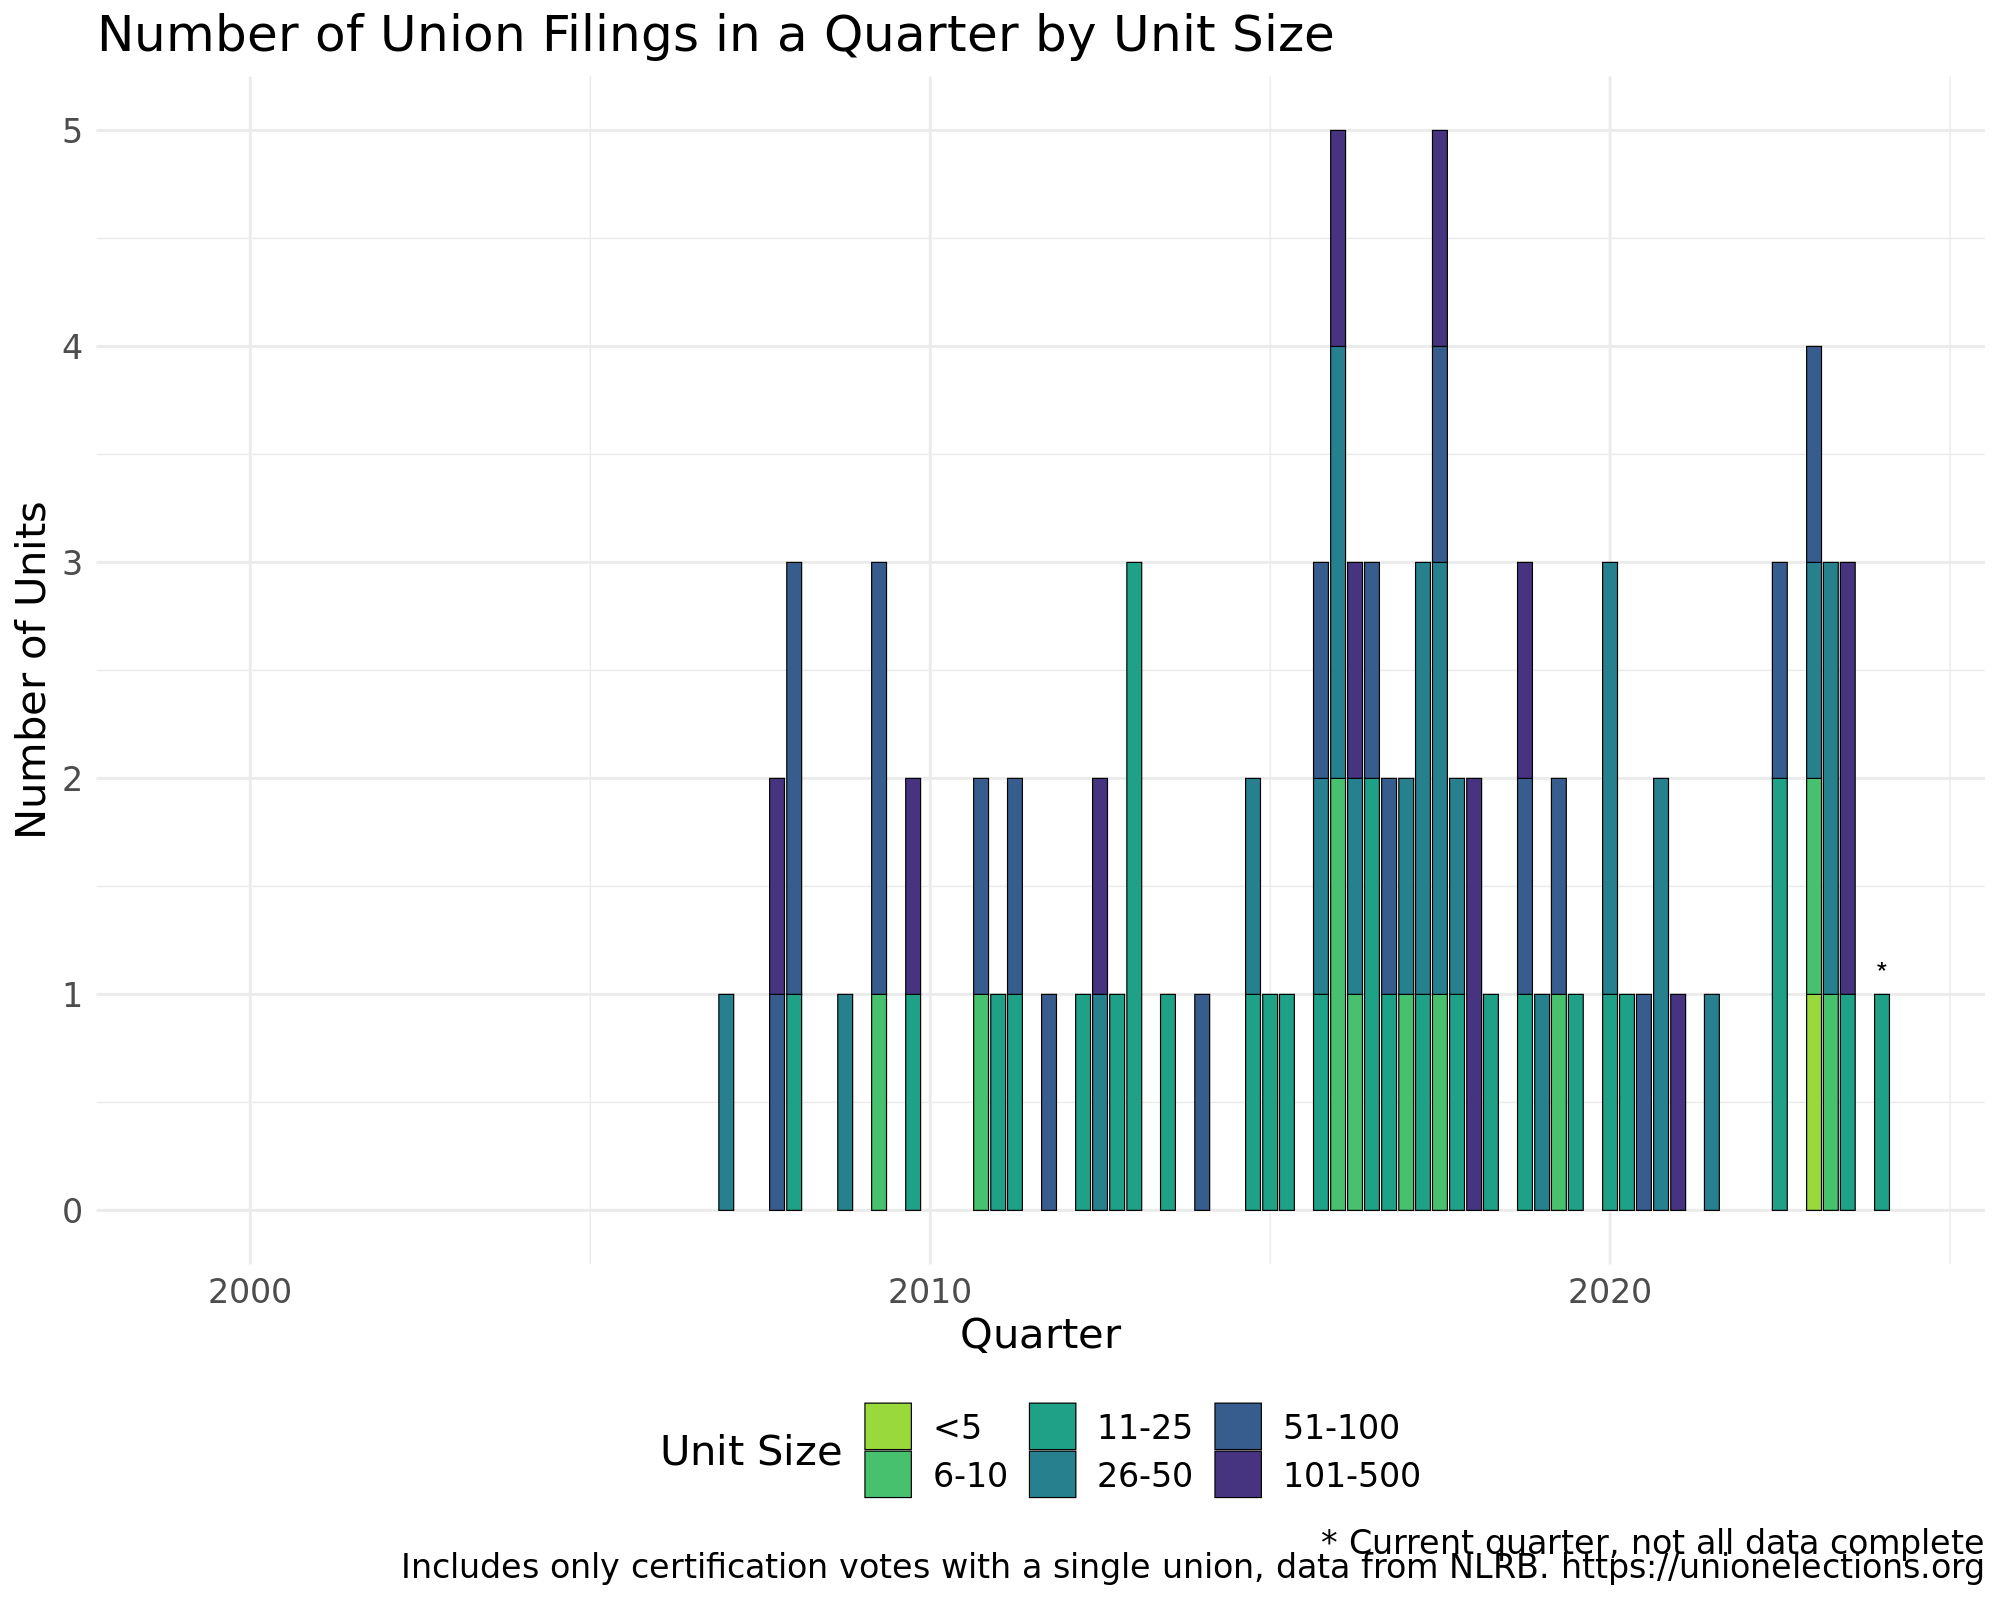 Number of Union Filings in a Quarter by Unit Size
Number of Units
5
4
3
2
1
0
*
2000 2010 2020
Quarter
Unit Size
<5 11-25 51-100
6-10 26-50 101-500
* Current quarter, not all data complete
Includes only certification votes with a single union, data from NLRB. https://unionelections.org